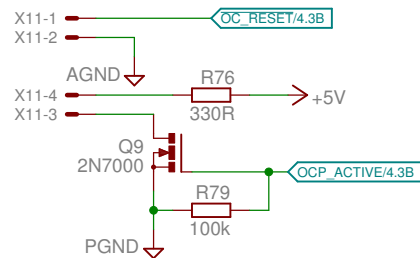 X11-1
OC_RESET/4.3B
X11-2
AGND
R76
X11-4
+5V
X11-3
330R
Q9
2N7000
OCP_ACTIVE/4.3B
R79
PGND
100k